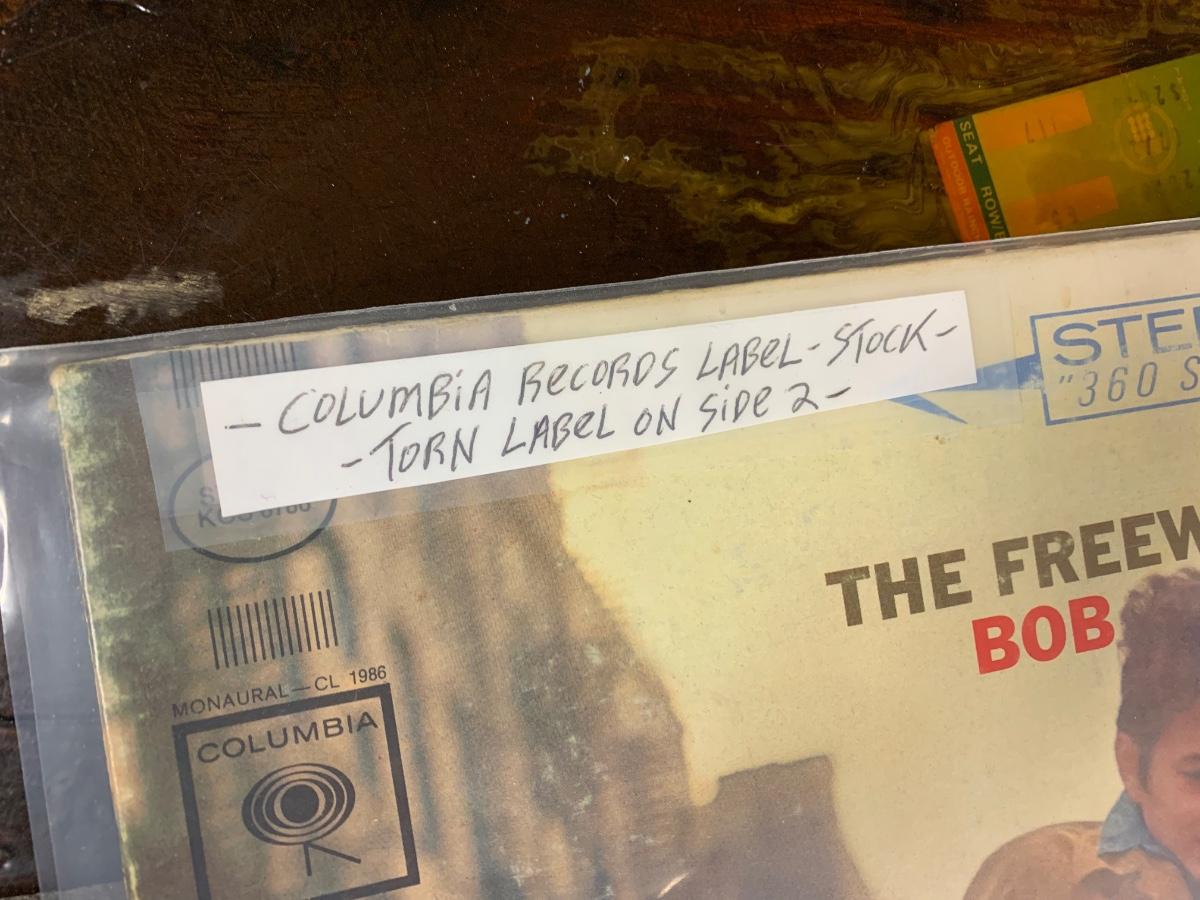 SEAT ROW/
OUTDOOR
- COLUMBIA RECORDS LABEL - STOCK -
- TORN LABEL ON SIDE 2 -
STE
"360 S
THE FREEW
BOB
MONAURAL—CL 1986
COLUMBIA